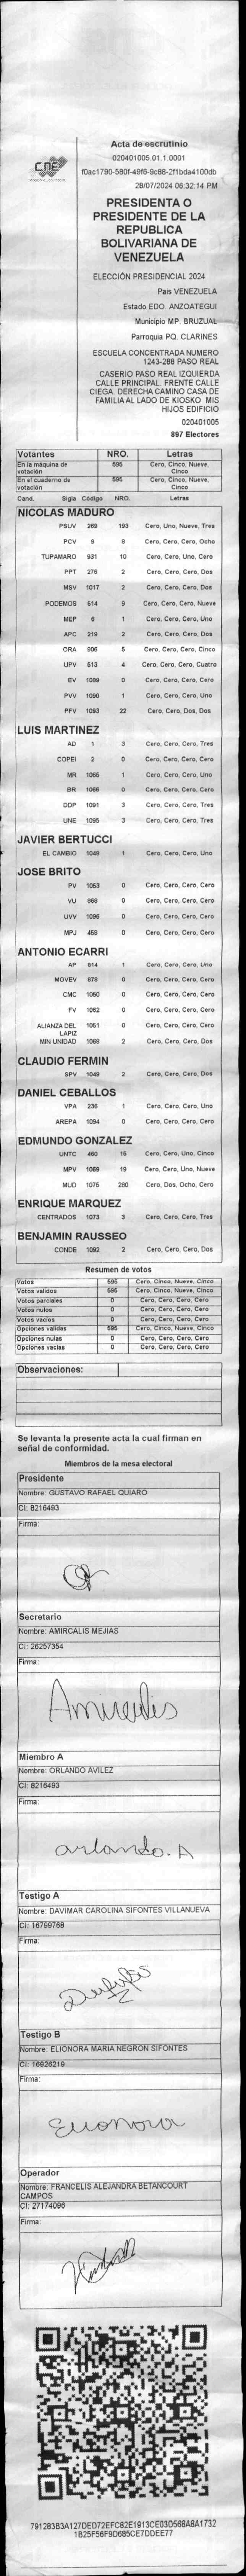 CNE
Acta de escrutinio
020401005.01.1.0001
f0ac1790-580f-49f6-9c88-2f1bda4100db
28/07/2024 08:32:14 PM
PRESIDENTA O
PRESIDENTE DE LA
REPUBLICA
BOLIVARIANA DE
VENEZUELA
ELECCIÓN PRESIDENCIAL 2024
País VENEZUELA
Estado EDO. ANZOATEGUI
Municipio MP. BRUZUAL
Parroquia PQ. CLARINES
ESCUELA CONCENTRADA NUMERO
1243-288 PASO REAL
CASERIO PASO REAL IZQUIERDA
CALLE PRINCIPAL. FRENTE CALLE
CIEGA. DERECHA CAMINO CASA DE
FAMILIA AL LADO DE KIOSKO MIS
HIJOS EDIFICIO
020401005
897 Electores
Votantes NRO. Letras
En la máquina de votación 595 Cero, Cinco, Nueve, Cinco
En el cuaderno de votación 595 Cero, Cinco, Nueve, Cinco
Cand. Sigla Código NRO. Letras
NICOLAS MADURO
PSUV 269 193 Cero, Uno, Nueve, Tres
PCV 9 8 Cero, Cero, Cero, Ocho
TUPAMARO 931 10 Cero, Cero, Uno, Cero
PPT 276 2 Cero, Cero, Cero, Dos
MSV 1017 2 Cero, Cero, Cero, Dos
PODEMOS 514 9 Cero, Cero, Cero, Nueve
MEP 6 1 Cero, Cero, Cero, Uno
APC 219 2 Cero, Cero, Cero, Dos
ORA 906 5 Cero, Cero, Cero, Cinco
UPV 513 4 Cero, Cero, Cero, Cuatro
EV 1089 0 Cero, Cero, Cero, Cero
PVV 1090 1 Cero, Cero, Cero, Uno
PFV 1093 22 Cero, Cero, Dos, Dos
LUIS MARTINEZ
AD 1 3 Cero, Cero, Cero, Tres
COPEI 2 0 Cero, Cero, Cero, Cero
MR 1065 1 Cero, Cero, Cero, Uno
BR 1066 0 Cero, Cero, Cero, Cero
DDP 1091 3 Cero, Cero, Cero, Tres
UNE 1095 3 Cero, Cero, Cero, Tres
JAVIER BERTUCCI
EL CAMBIO 1048 1 Cero, Cero, Cero, Uno
JOSE BRITO
PV 1053 0 Cero, Cero, Cero, Cero
VU 868 0 Cero, Cero, Cero, Cero
UVV 1096 0 Cero, Cero, Cero, Cero
MPJ 458 0 Cero, Cero, Cero, Cero
ANTONIO ECARRI
AP 814 1 Cero, Cero, Cero, Uno
MOVEV 878 0 Cero, Cero, Cero, Cero
CMC 1050 0 Cero, Cero, Cero, Cero
FV 1062 0 Cero, Cero, Cero, Cero
ALIANZA DEL LAPIZ 1051 0 Cero, Cero, Cero, Cero
MIN UNIDAD 1068 2 Cero, Cero, Cero, Dos
CLAUDIO FERMIN
SPV 1049 2 Cero, Cero, Cero, Dos
DANIEL CEBALLOS
VPA 236 1 Cero, Cero, Cero, Uno
AREPA 1094 0 Cero, Cero, Cero, Cero
EDMUNDO GONZALEZ
UNTC 460 15 Cero, Cero, Uno, Cinco
MPV 1069 19 Cero, Cero, Uno, Nueve
MUD 1075 280 Cero, Dos, Ocho, Cero
ENRIQUE MARQUEZ
CENTRADOS 1073 3 Cero, Cero, Cero, Tres
BENJAMIN RAUSSEO
CONDE 1092 2 Cero, Cero, Cero, Dos
Resumen de votos
Votos 595 Cero, Cinco, Nueve, Cinco
Votos validos 595 Cero, Cinco, Nueve, Cinco
Votos parciales 0 Cero, Cero, Cero, Cero
Votos nulos 0 Cero, Cero, Cero, Cero
Votos vacios 0 Cero, Cero, Cero, Cero
Opciones validas 595 Cero, Cinco, Nueve, Cinco
Opciones nulas 0 Cero, Cero, Cero, Cero
Opciones vacias 0 Cero, Cero, Cero, Cero
Observaciones:
Se levanta la presente acta la cual firman en
señal de conformidad.
Miembros de la mesa electoral
Presidente
Nombre: GUSTAVO RAFAEL QUIARO
CI: 8216493
Firma:
Secretario
Nombre: AMIRCALIS MEJIAS
CI: 26257354
Firma:
Miembro A
Nombre: ORLANDO AVILEZ
CI: 8216493
Firma:
orlando. A
Testigo A
Nombre: DAVIMAR CAROLINA SIFONTES VILLANUEVA
CI: 16799768
Firma:
Testigo B
Nombre: ELIONORA MARIA NEGRON SIFONTES
CI: 16926219
Firma:
Operador
Nombre: FRANCELIS ALEJANDRA BETANCOURT
CAMPOS
CI: 27174096
Firma:
791283B3A127DED72EFC82E1913CE03D568A8A1732
1B25F56F9D685CE7DDEE77